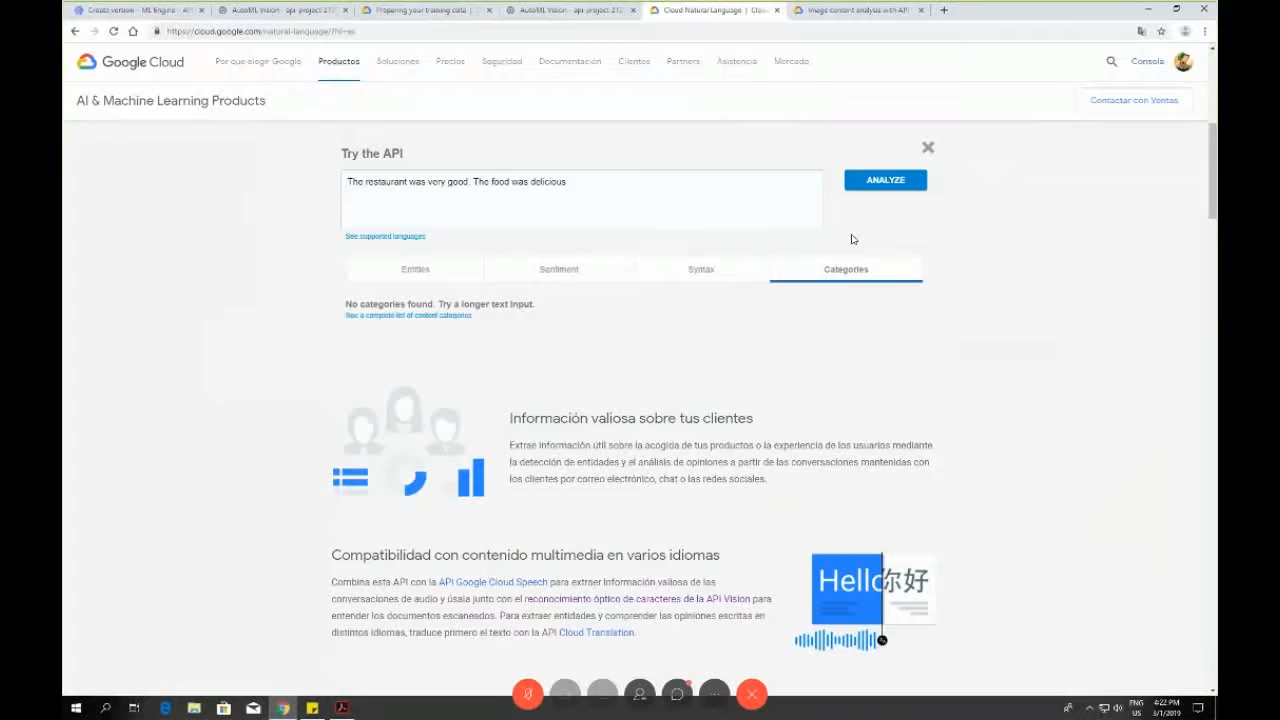 Create version - ML Engine - API
AutoML Vision - apr-project-217
Preparing your training data |
AutoML Vision - apr-project-217
Cloud Natural Language | Clou
Image content analysis with API
https://cloud.google.com/natural-language/?hl=es
Google Cloud
Por qué elegir Google
Productos
Soluciones
Precios
Seguridad
Documentación
Clientes
Partners
Asistencia
Mercado
Consola
AI & Machine Learning Products
Contactar con Ventas
Try the API
The restaurant was very good. The food was delicious
ANALYZE
See supported languages
Entities
Sentiment
Syntax
Categories
No categories found. Try a longer text input.
See a complete list of content categories
Información valiosa sobre tus clientes
Extrae información útil sobre la acogida de tus productos o la experiencia de los usuarios mediante
la detección de entidades y el análisis de opiniones a partir de las conversaciones mantenidas con
los clientes por correo electrónico, chat o las redes sociales.
Compatibilidad con contenido multimedia en varios idiomas
Combina esta API con la API Google Cloud Speech para extraer información valiosa de las
conversaciones de audio y úsala junto con el reconocimiento óptico de caracteres de la API Vision para
entender los documentos escaneados. Para extraer entidades y comprender las opiniones escritas en
distintos idiomas, traduce primero el texto con la API Cloud Translation.
Hello你好
ENG
US
4:22 PM
3/1/2019